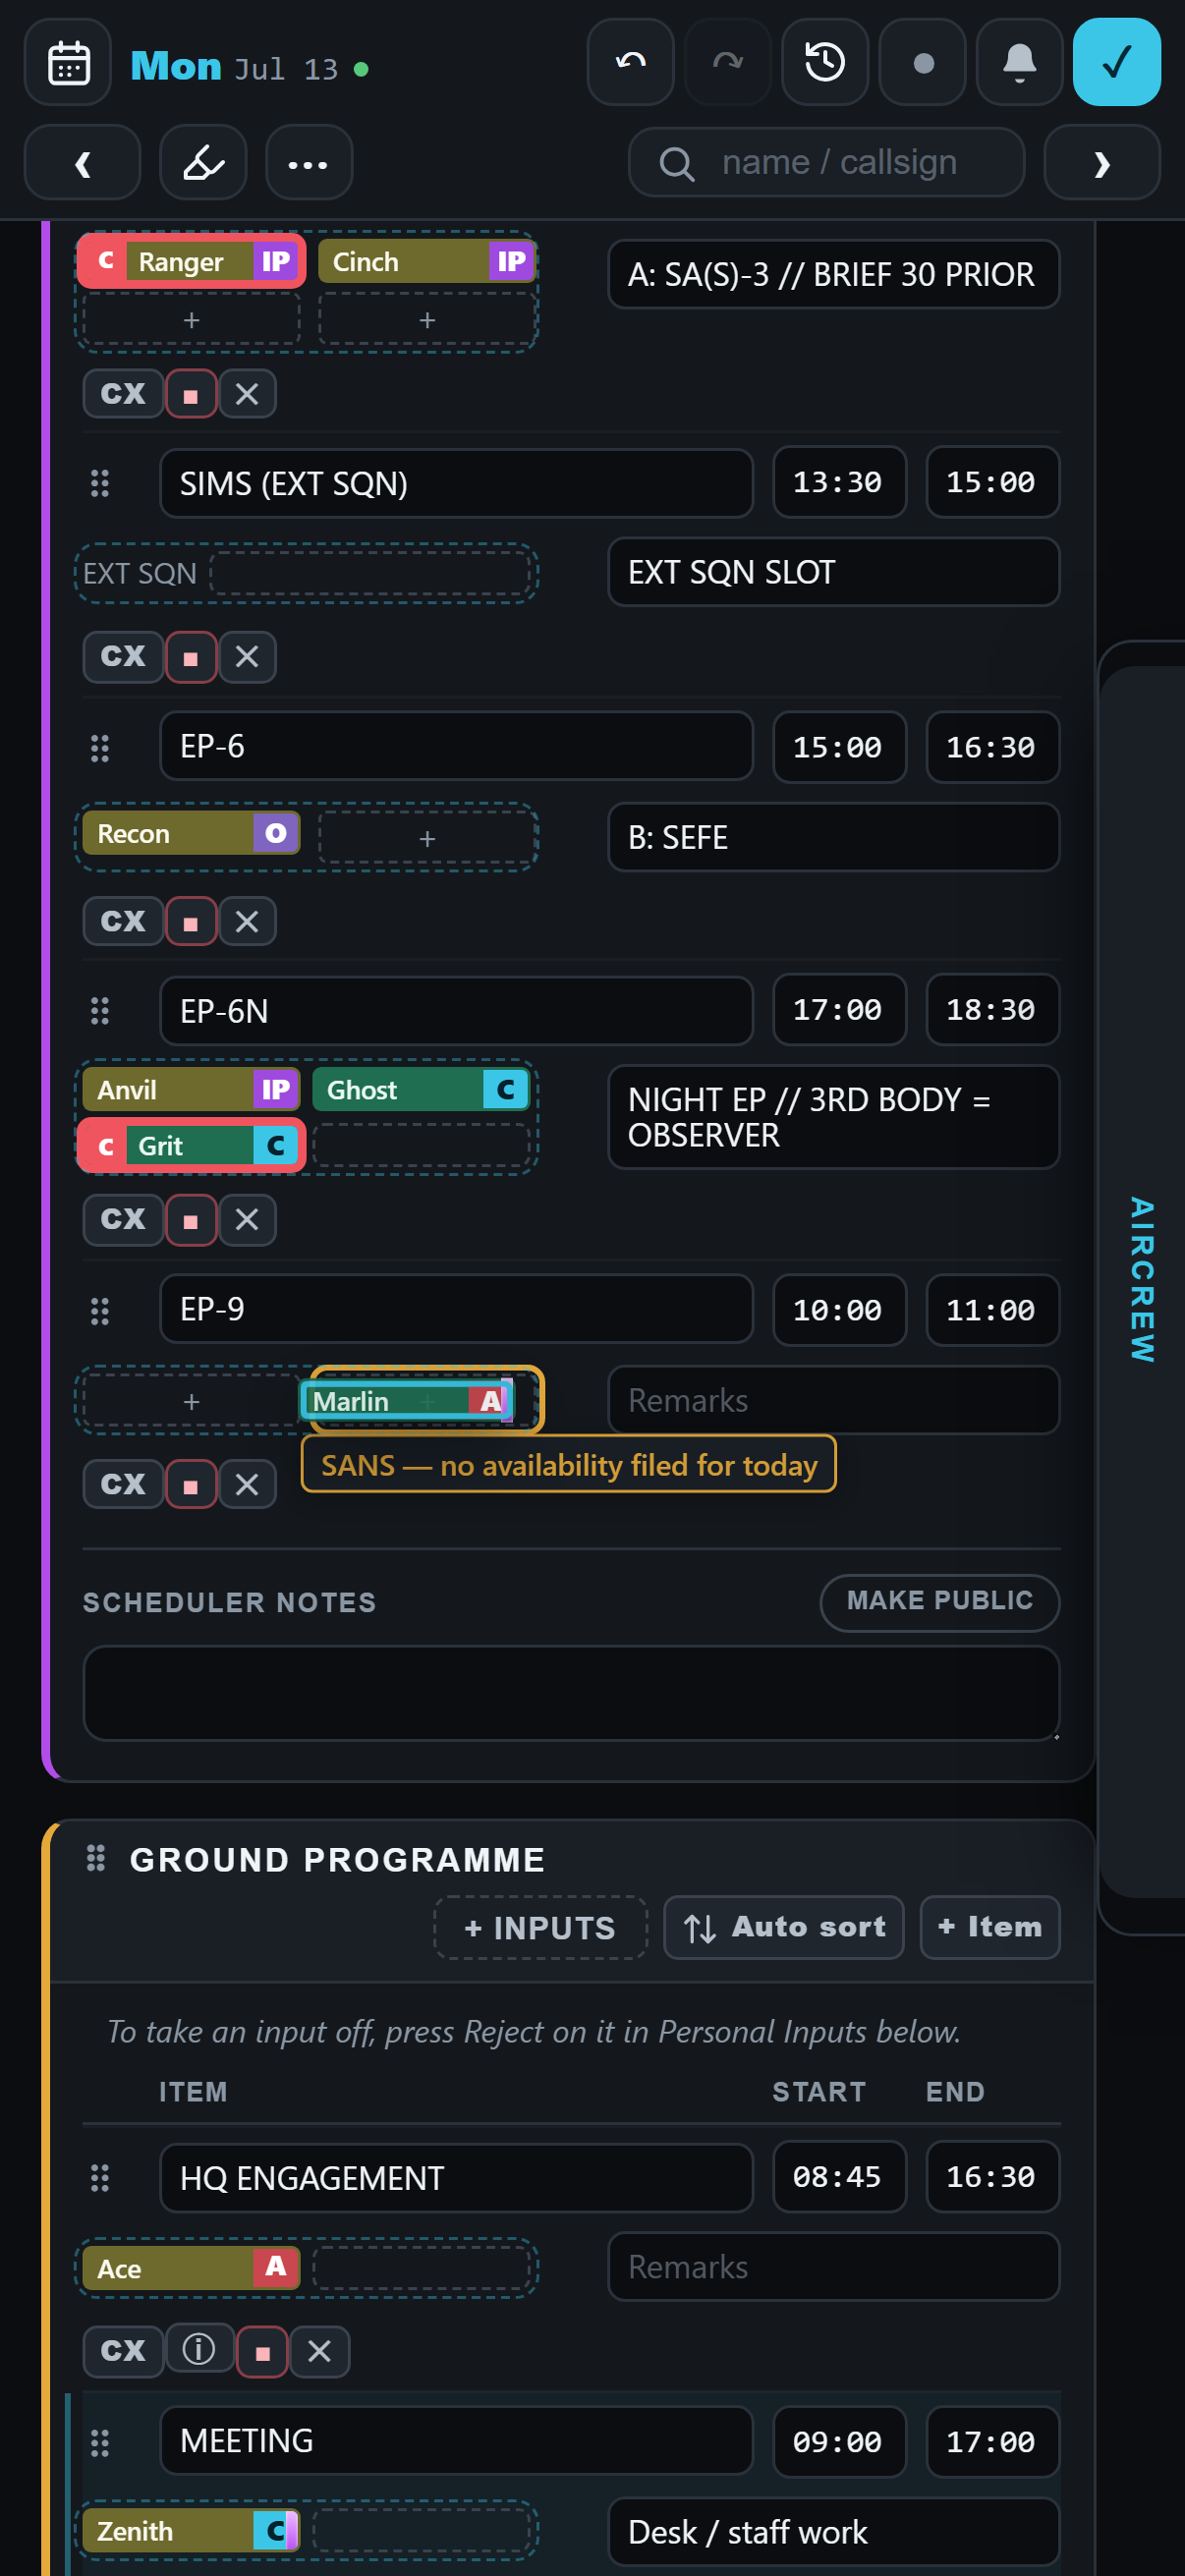 Mon Jul 13
name / callsign
C Ranger IP Cinch IP
A: SA(S)-3 // BRIEF 30 PRIOR
+ +
CX
SIMS (EXT SQN) 13:30 15:00
EXT SQN
EXT SQN SLOT
CX
EP-6 15:00 16:30
Recon O +
B: SEFE
CX
EP-6N 17:00 18:30
Anvil IP Ghost C
C Grit C
NIGHT EP // 3RD BODY =
OBSERVER
CX
EP-9 10:00 11:00
+ Marlin A
Remarks
SANS — no availability filed for today
CX
SCHEDULER NOTES MAKE PUBLIC
AIRCREW
GROUND PROGRAMME
+ INPUTS Auto sort + Item
To take an input off, press Reject on it in Personal Inputs below.
ITEM START END
HQ ENGAGEMENT 08:45 16:30
Ace A
Remarks
CX
MEETING 09:00 17:00
Zenith C
Desk / staff work